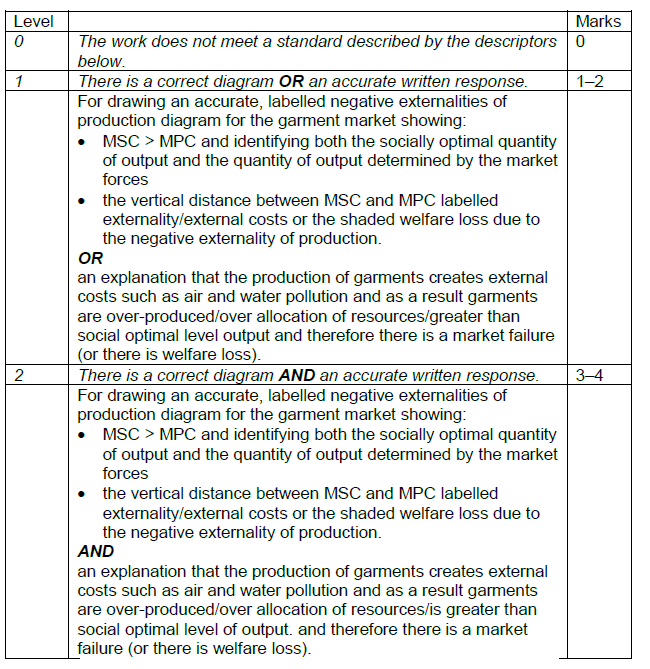 Level Marks
0 The work does not meet a standard described by the descriptors 0
below.
1 There is a correct diagram OR an accurate written response. 1–2
For drawing an accurate, labelled negative externalities of
production diagram for the garment market showing:
• MSC > MPC and identifying both the socially optimal quantity
of output and the quantity of output determined by the market
forces
• the vertical distance between MSC and MPC labelled
externality/external costs or the shaded welfare loss due to
the negative externality of production.
OR
an explanation that the production of garments creates external
costs such as air and water pollution and as a result garments
are over-produced/over allocation of resources/greater than
social optimal level output and therefore there is a market failure
(or there is welfare loss).
2 There is a correct diagram AND an accurate written response. 3–4
For drawing an accurate, labelled negative externalities of
production diagram for the garment market showing:
• MSC > MPC and identifying both the socially optimal quantity
of output and the quantity of output determined by the market
forces
• the vertical distance between MSC and MPC labelled
externality/external costs or the shaded welfare loss due to
the negative externality of production.
AND
an explanation that the production of garments creates external
costs such as air and water pollution and as a result garments
are over-produced/over allocation of resources/is greater than
social optimal level of output. and therefore there is a market
failure (or there is welfare loss).